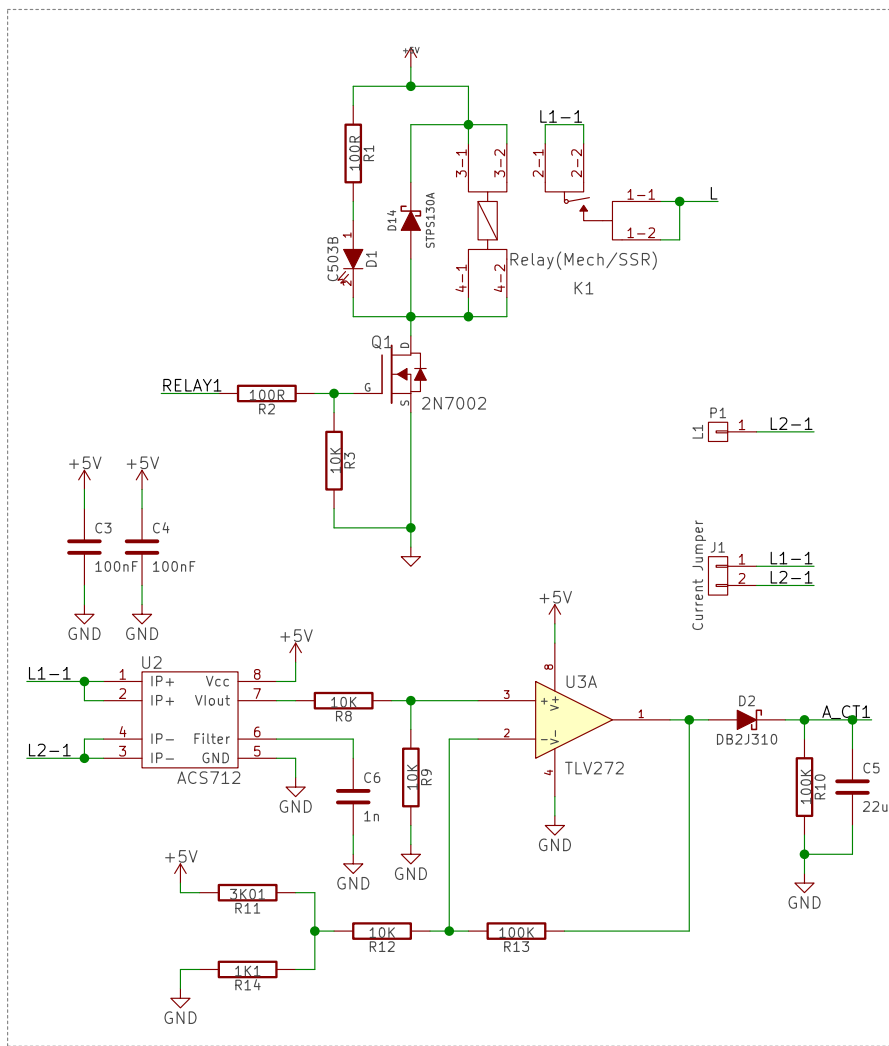 +5V
L1-1
100R
R1
3-1
3-2
2-1
2-2
1-1
L
1-2
D14
STPS130A
1
C503B
D1
2
4-1
4-2
Relay(Mech/SSR)
K1
Q1
D
G
S
2N7002
RELAY1
100R
R2
10K
R3
P1
L1
1
L2-1
+5V
+5V
C3
100nF
C4
100nF
GND
GND
Current Jumper
J1
1
L1-1
2
L2-1
+5V
+5V
U2
L1-1
1
IP+
Vcc
8
2
IP+
VIout
7
4
IP-
Filter
6
L2-1
3
IP-
GND
5
ACS712
10K
R8
10K
R9
C6
1n
GND
GND
GND
8
U3A
3
+
V+
1
2
−
V-
4
TLV272
GND
D2
DB2J310
A_CT1
100K
R10
C5
22u
GND
+5V
3K01
R11
10K
R12
100K
R13
1K1
R14
GND